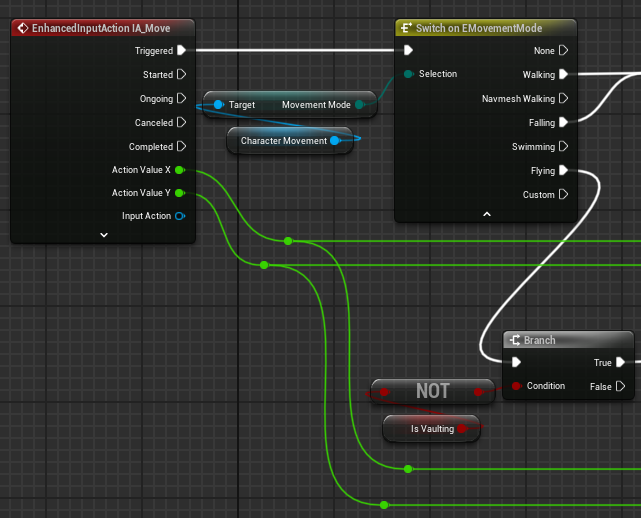 EnhancedInputAction IA_Move
Triggered
Started
Ongoing
Canceled
Completed
Action Value X
Action Value Y
Input Action
Target Movement Mode
Character Movement
Switch on EMovementMode
None
Selection Walking
Navmesh Walking
Falling
Swimming
Flying
Custom
Branch
True
Condition False
NOT
Is Vaulting